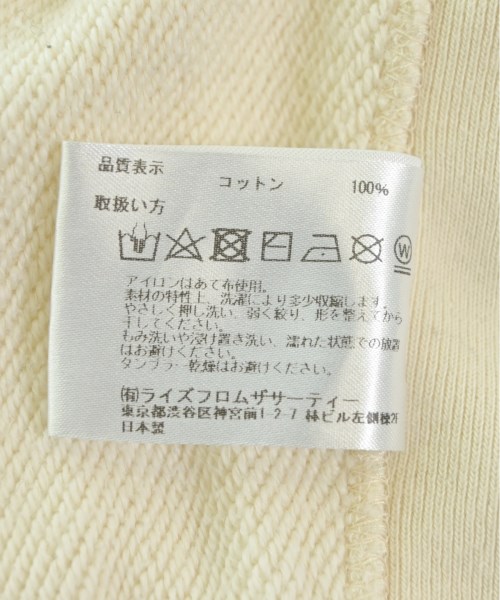 品質表示
コットン 100%
取扱い方
W
アイロンはあて布使用。
素材の特性上、洗濯により多少収縮します。
やさしく押し洗い、弱く絞り、形を整えてから
干してください。
もみ洗いや浸け置き洗い、濡れた状態での放置
はお避けください。
タンブラー乾燥はお避けください。
㈲ライズフロムザサーティー
東京都渋谷区神宮前1-2-7 ビル左側棟2F
日本製